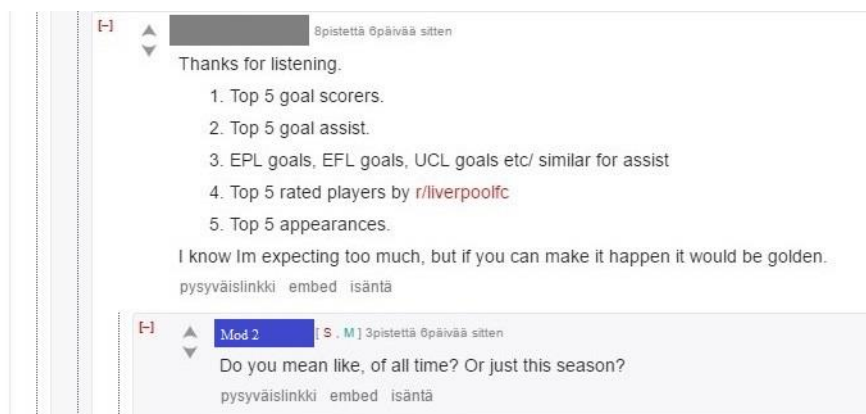 [–]
8pistettä 6päivää sitten
Thanks for listening.
1. Top 5 goal scorers.
2. Top 5 goal assist.
3. EPL goals, EFL goals, UCL goals etc/ similar for assist
4. Top 5 rated players by r/liverpoolfc
5. Top 5 appearances.
I know Im expecting too much, but if you can make it happen it would be golden.
pysyväislinkki embed isäntä
[–] Mod 2 [ S , M ] 3pistettä 6päivää sitten
Do you mean like, of all time? Or just this season?
pysyväislinkki embed isäntä